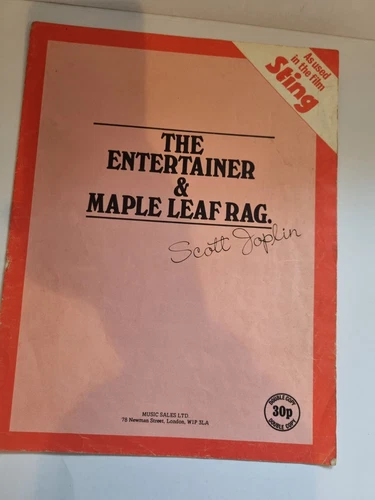 As used
in the film
Sting
THE
ENTERTAINER
&
MAPLE LEAF RAG.
Scott Joplin
MUSIC SALES LTD.
78 Newman Street, London, W1P 3LA
DOUBLE COPY
30p
DOUBLE COPY